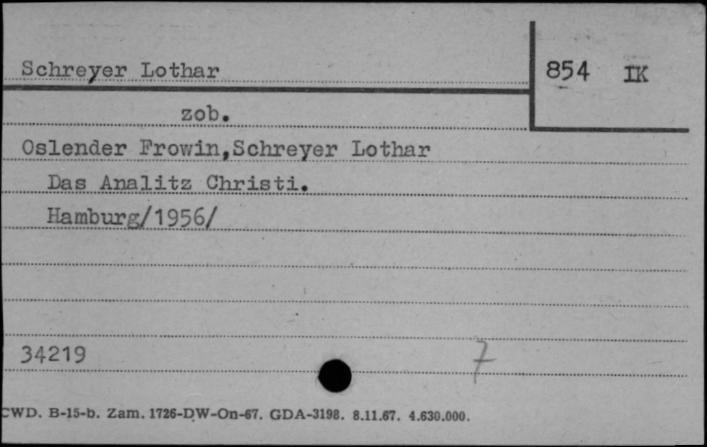 Schreyer Lothar
854 IK
zob.
Oslender Frowin,Schreyer Lothar
Das Analitz Christi.
Hamburg/1956/
34219
7
CWD. B-15-b. Zam. 1726-DW-On-67. GDA-3198. 8.11.67. 4.630.000.